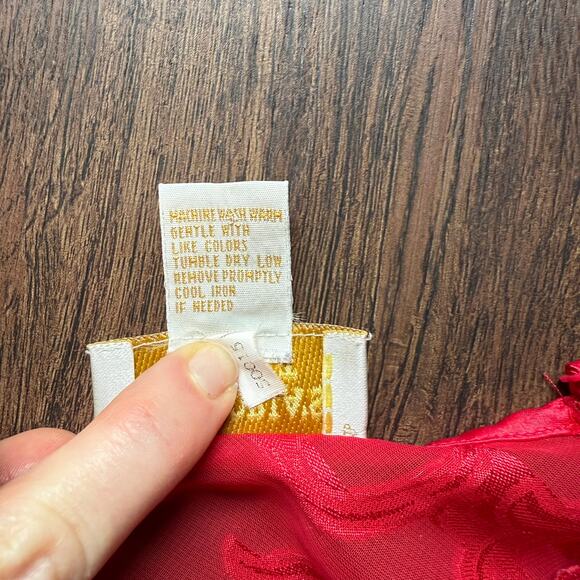 MACHINE WASH WARM
GENTLE WITH
LIKE COLORS
TUMBLE DRY LOW
REMOVE PROMPTLY
COOL IRON
IF NEEDED
50015